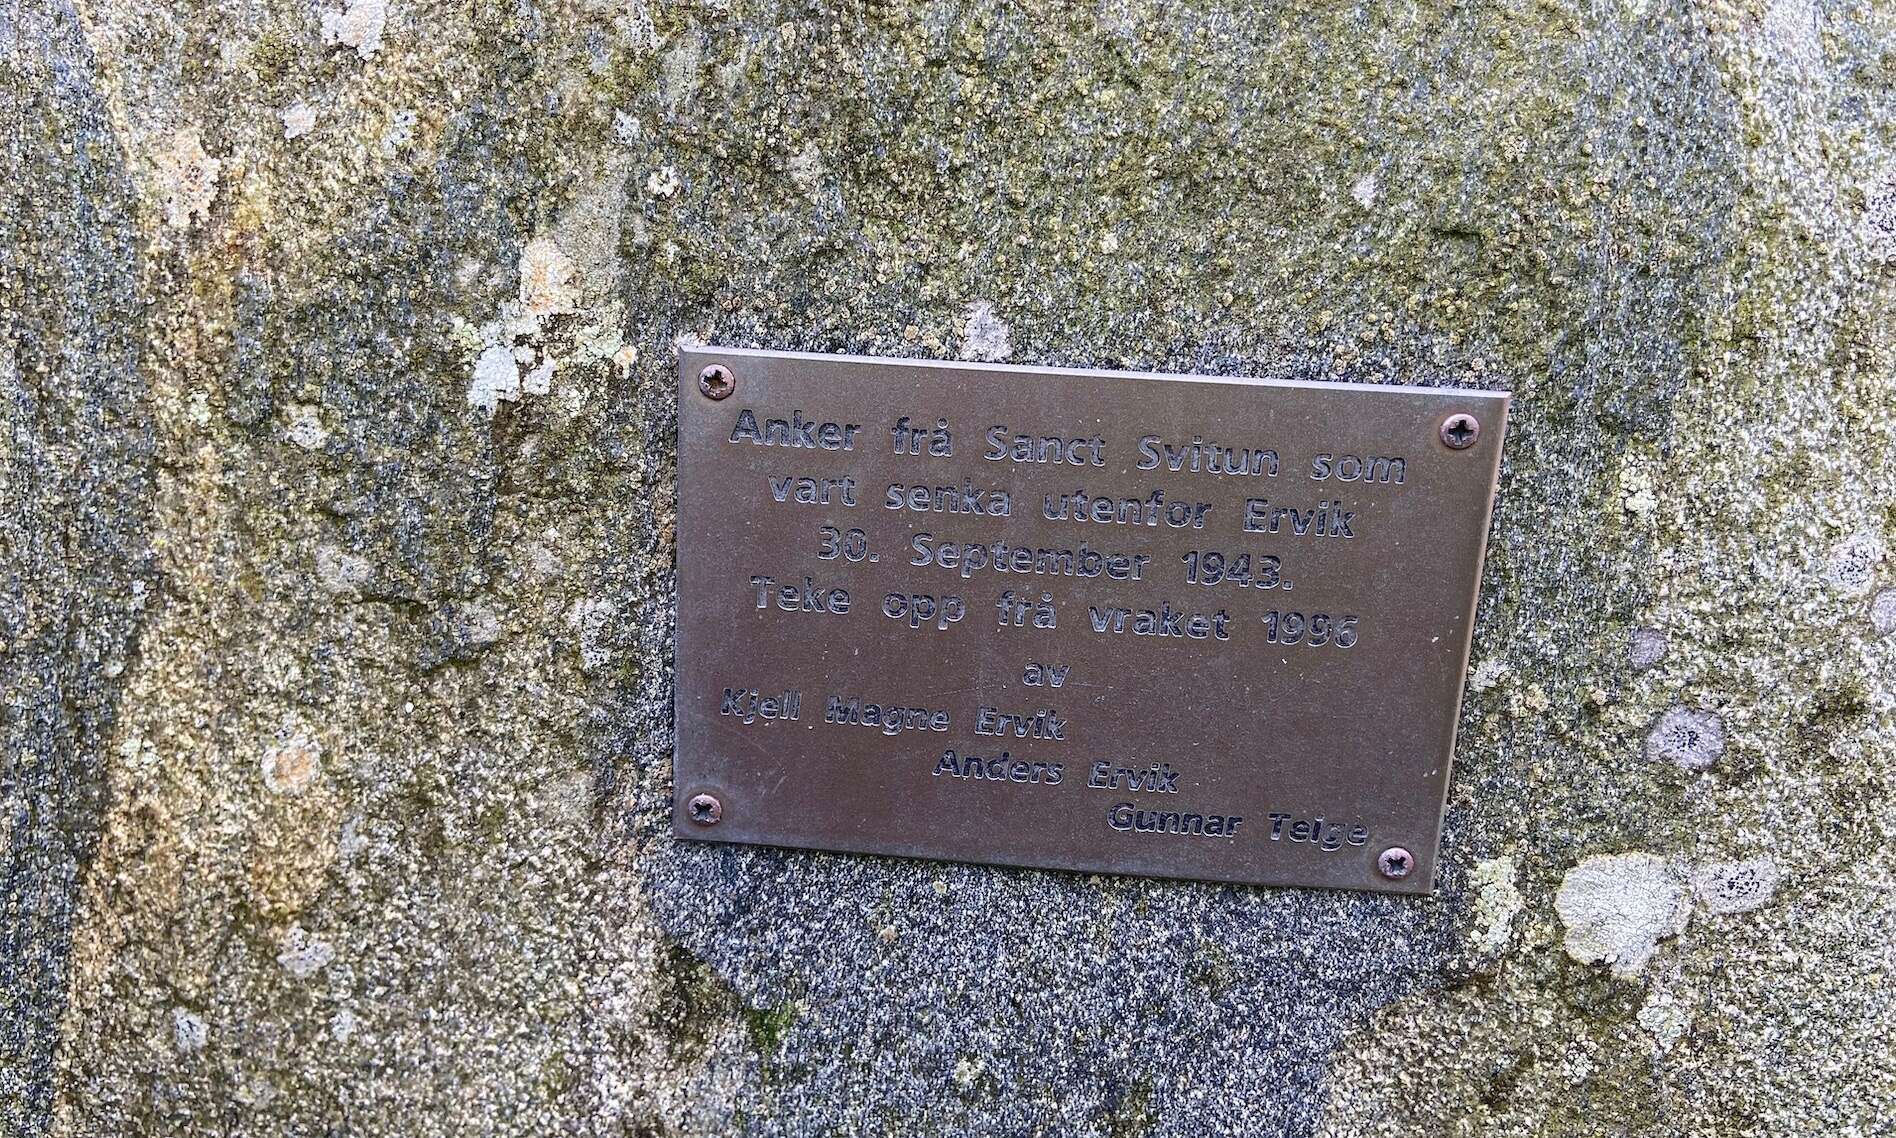 Anker frå Sanct Svitun som
vart senka utenfor Ervik
30. September 1943.
Teke opp frå vraket 1996
av
Kjell Magne Ervik
Anders Ervik
Gunnar Teige